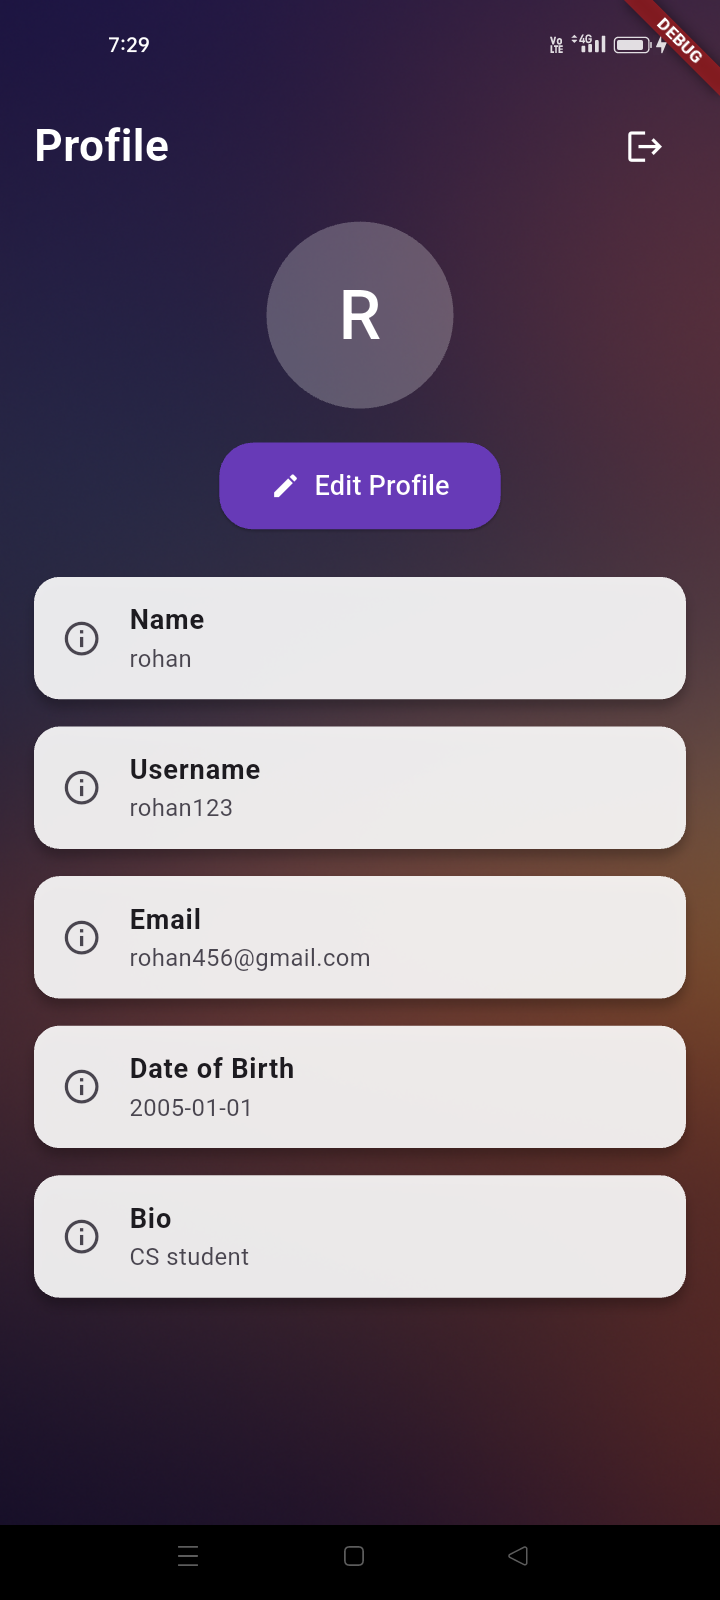 7:29
Vo
LTE
4G
DEBUG
Profile
R
Edit Profile
Name
rohan
Username
rohan123
Email
rohan456@gmail.com
Date of Birth
2005-01-01
Bio
CS student